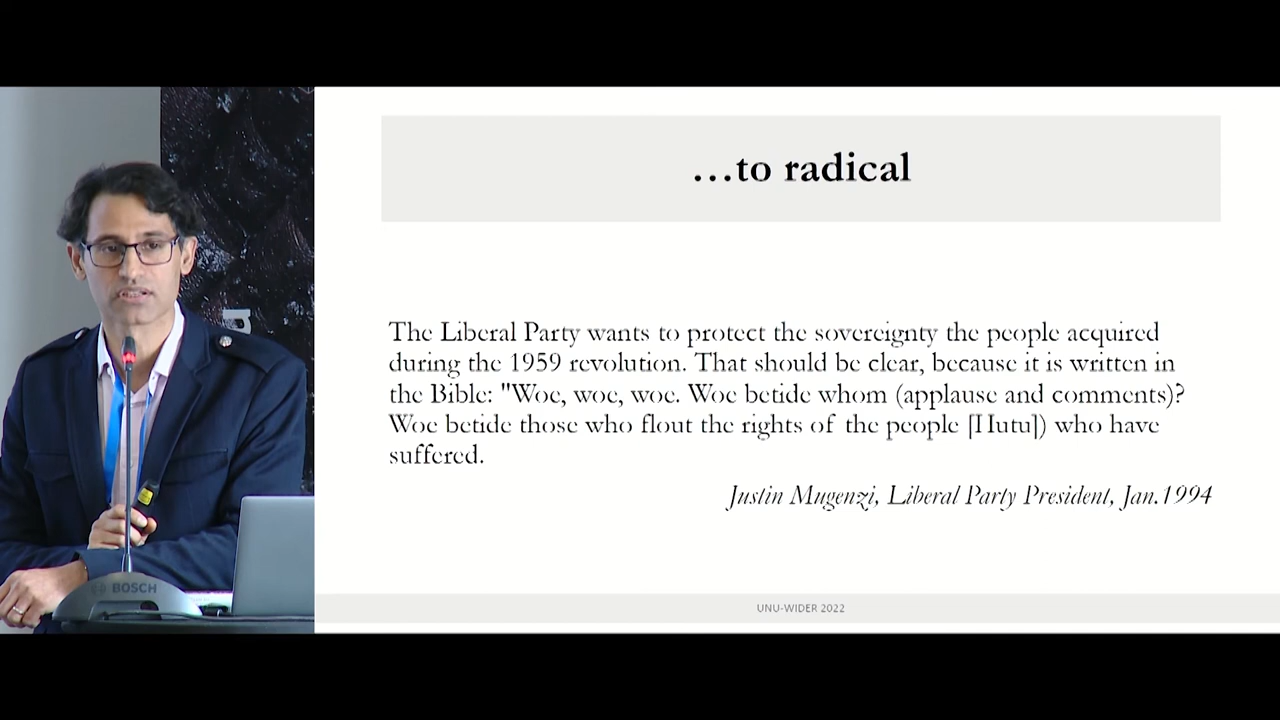 …to radical
The Liberal Party wants to protect the sovereignty the people acquired
during the 1959 revolution. That should be clear, because it is written in
the Bible: "Woe, woe, woe. Woe betide whom (applause and comments)?
Woe betide those who flout the rights of the people [Hutu]) who have
suffered.
Justin Mugenzi, Liberal Party President, Jan.1994
UNU-WIDER 2022
BOSCH